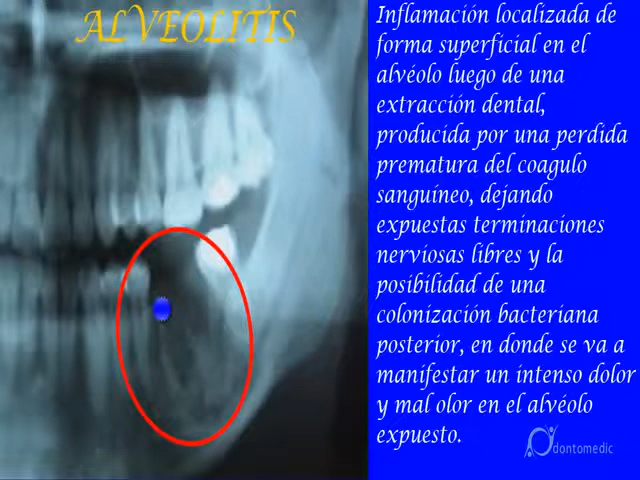 ALVEOLITIS
Inflamación localizada de
forma superficial en el
alvéolo luego de una
extracción dental,
producida por una perdida
prematura del coagulo
sanguíneo, dejando
expuestas terminaciones
nerviosas libres y la
posibilidad de una
colonización bacteriana
posterior, en donde se va a
manifestar un intenso dolor
y mal olor en el alvéolo
expuesto.
Odontomedic